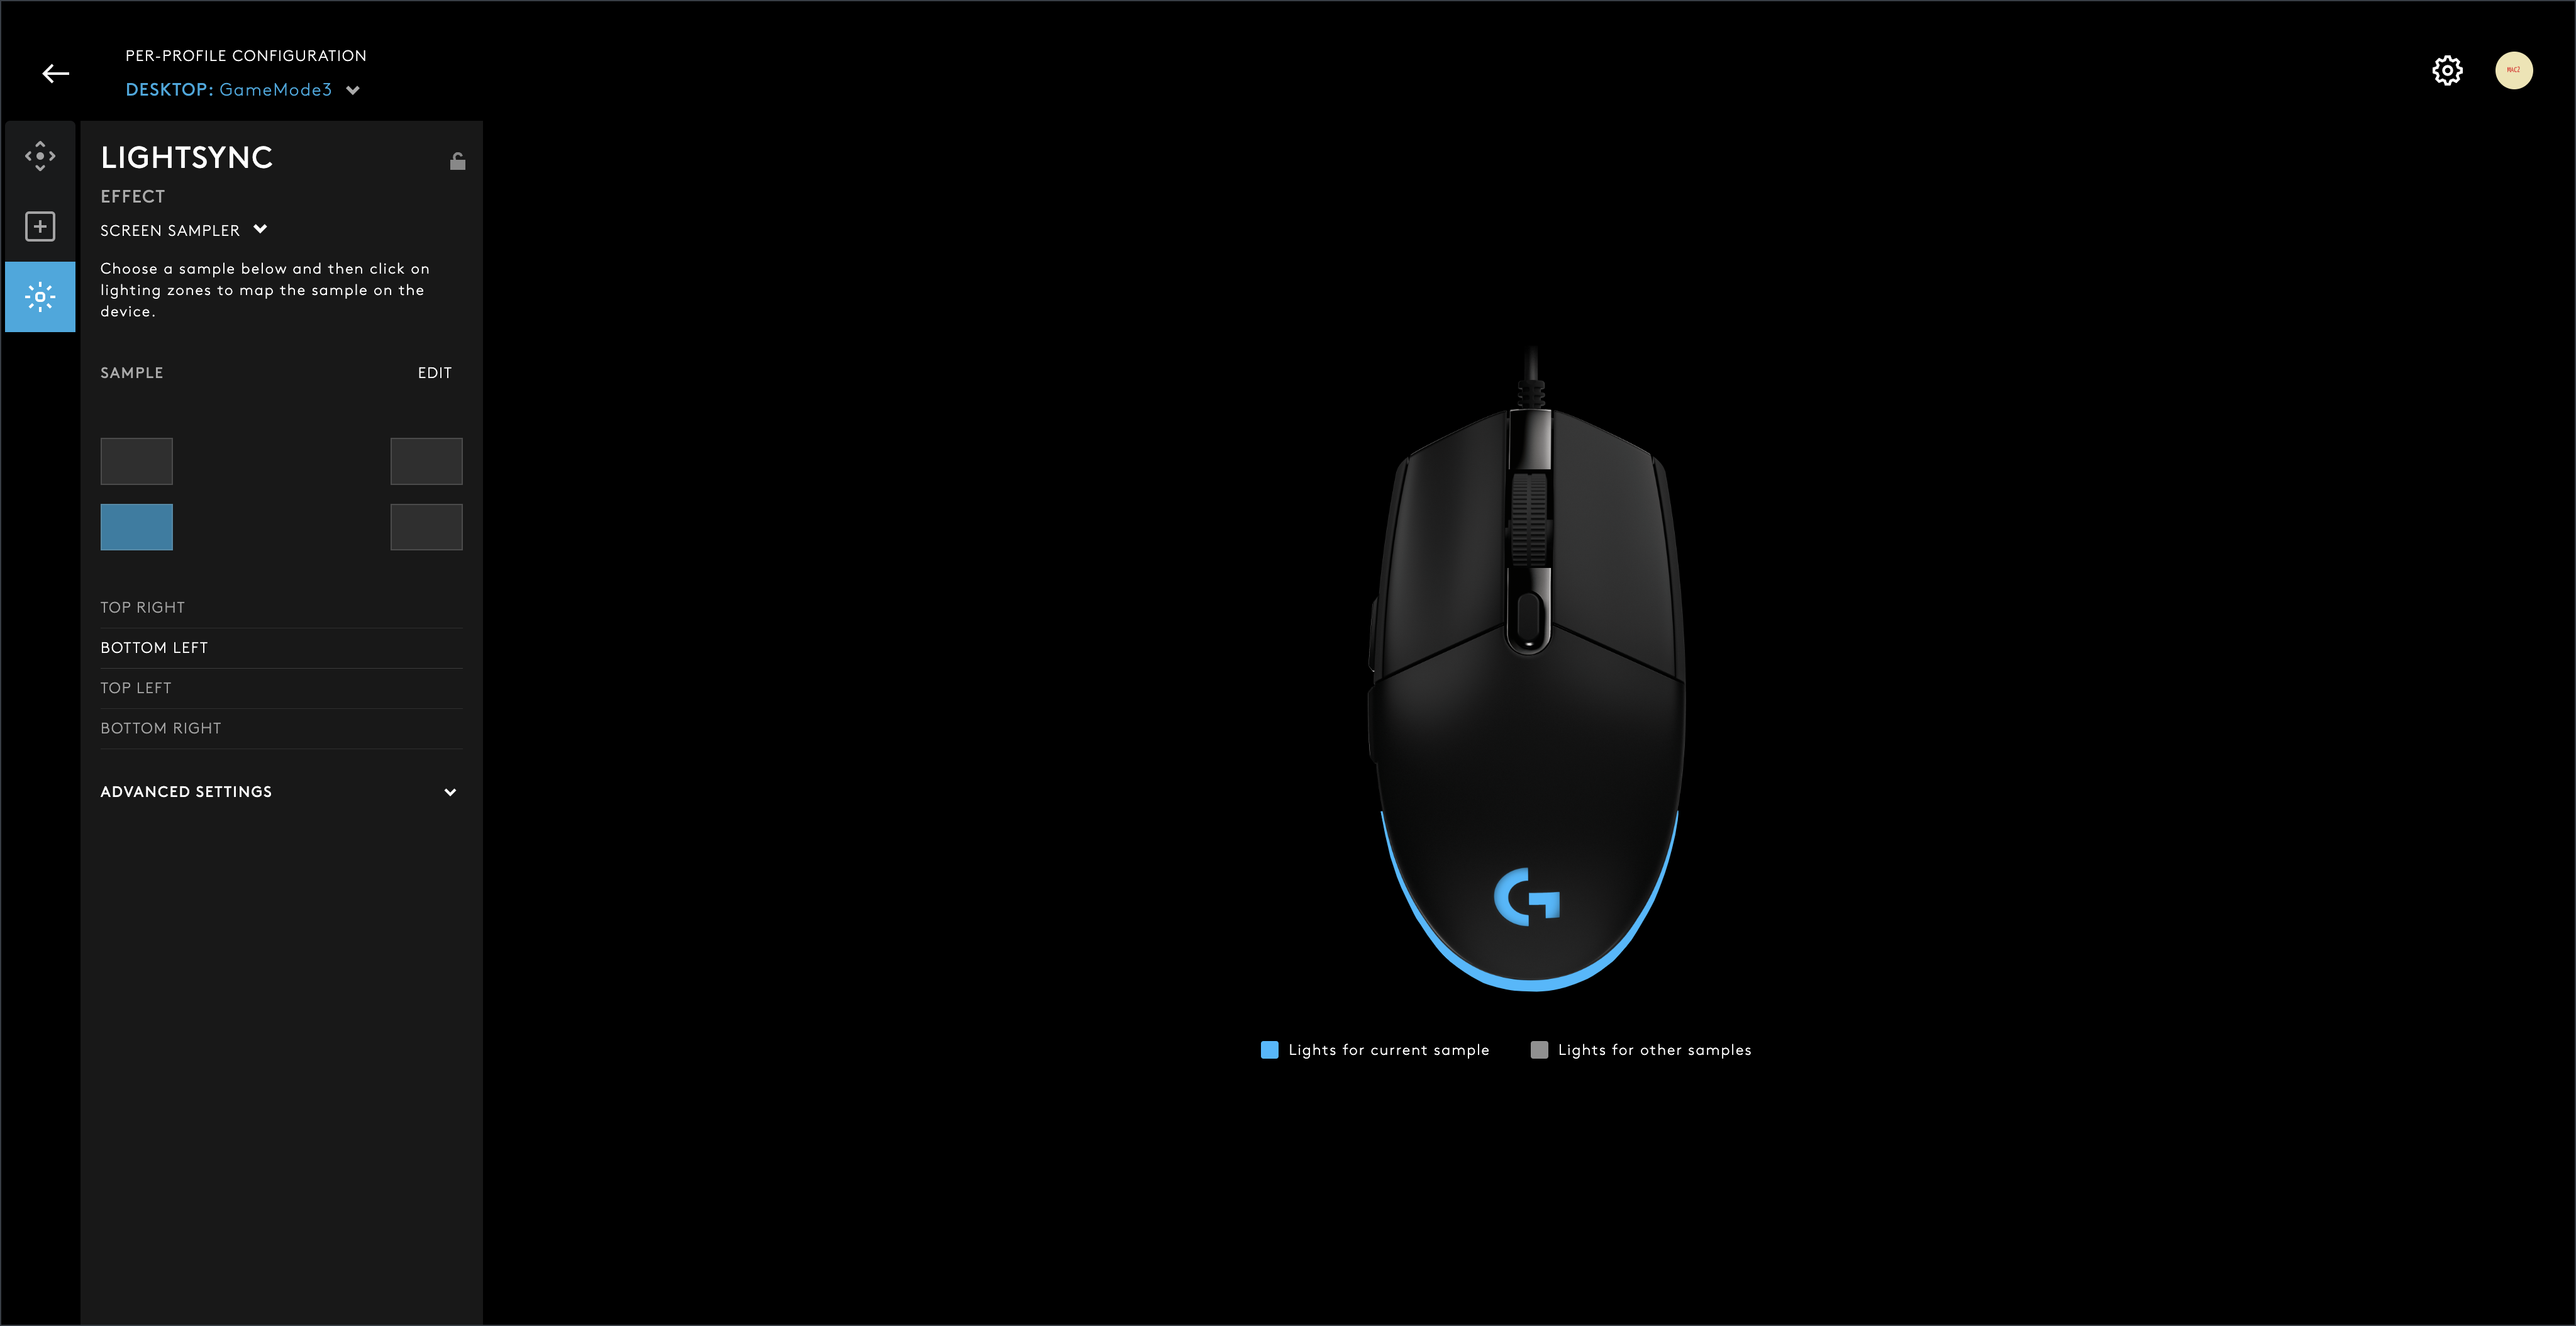 PER-PROFILE CONFIGURATION
DESKTOP: GameMode3
MAC2
LIGHTSYNC
EFFECT
SCREEN SAMPLER
Choose a sample below and then click on
lighting zones to map the sample on the
device.
SAMPLE EDIT
TOP RIGHT
BOTTOM LEFT
TOP LEFT
BOTTOM RIGHT
ADVANCED SETTINGS
Lights for current sample
Lights for other samples